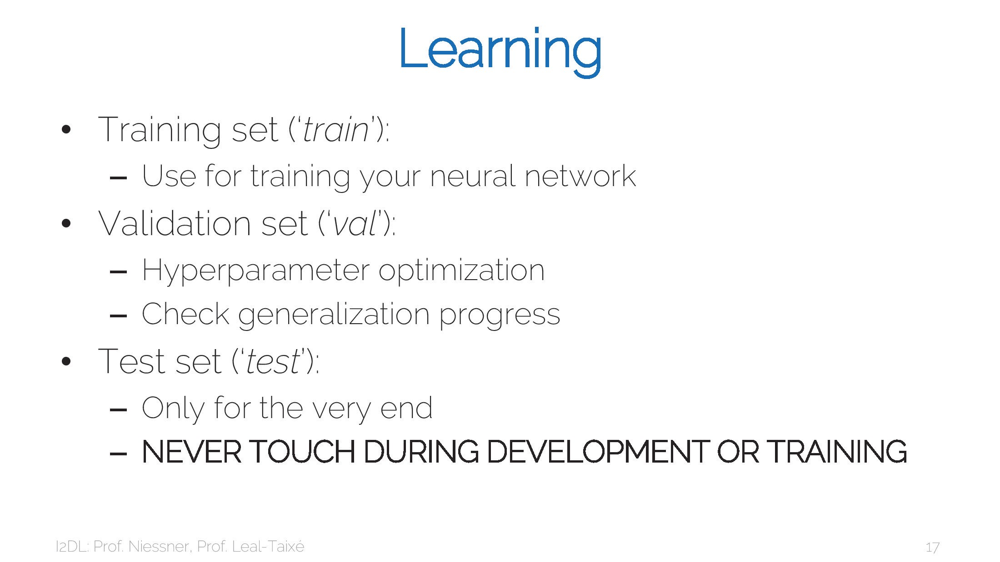 Learning
• Training set (‘train’):
– Use for training your neural network
• Validation set (‘val’):
– Hyperparameter optimization
– Check generalization progress
• Test set (‘test’):
– Only for the very end
– NEVER TOUCH DURING DEVELOPMENT OR TRAINING
I2DL: Prof. Niessner, Prof. Leal-Taixé
17